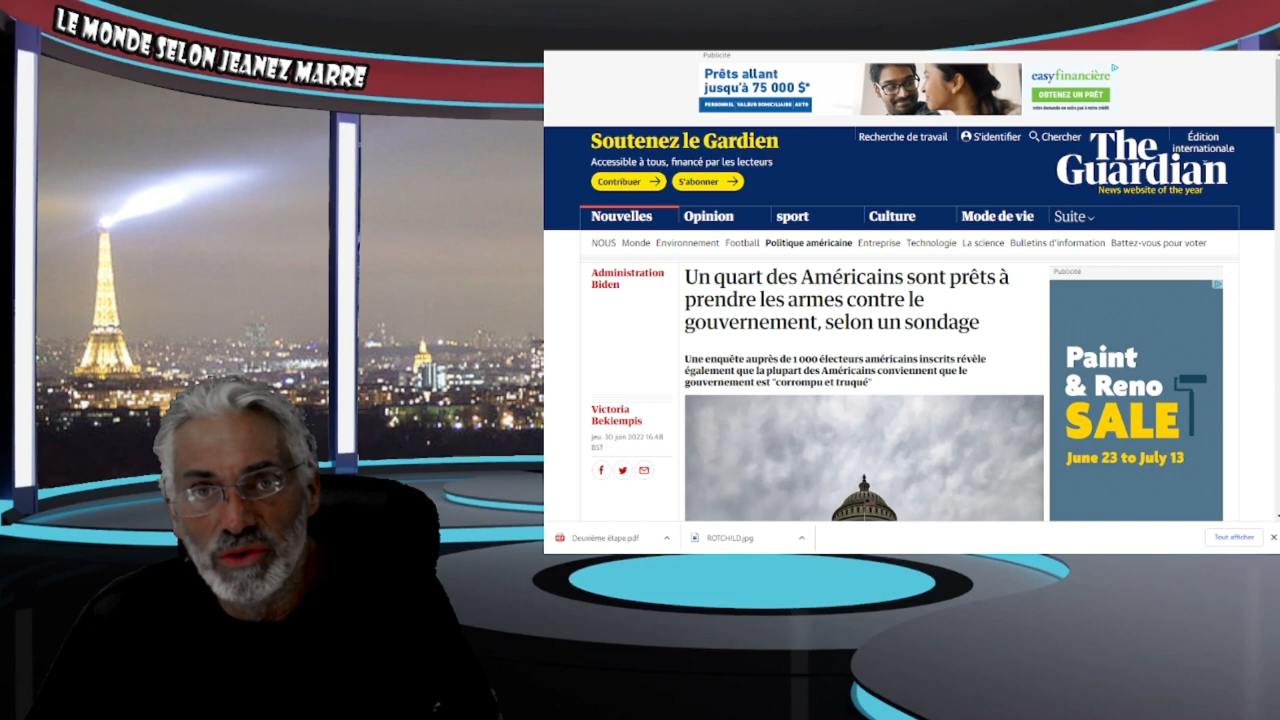 LE MONDE SELON JEANEZ MARRE
Publicité
Prêts allant
jusqu'à 75 000 $*
PERSONNEL VALEUR DOMICILIAIRE AUTO
easyfinancière
OBTENEZ UN PRÊT
Soutenez le Gardien
Accessible à tous, financé par les lecteurs
Contribuer
S'abonner
Recherche de travail
S'identifier
Chercher
Édition
internationale
The
Guardian
News website of the year
Nouvelles
Opinion
sport
Culture
Mode de vie
Suite
NOUS Monde Environnement Football Politique américaine Entreprise Technologie La science Bulletins d'information Battez-vous pour voter
Administration
Biden
Un quart des Américains sont prêts à
prendre les armes contre le
gouvernement, selon un sondage
Une enquête auprès de 1 000 électeurs américains inscrits révèle
également que la plupart des Américains conviennent que le
gouvernement est "corrompu et truqué"
Victoria
Bekiempis
jeu. 30 juin 2022 16.48
BST
Publicité
Paint
& Reno
SALE
June 23 to July 13
Deuxième étape.pdf
ROTCHILD.jpg
Tout afficher